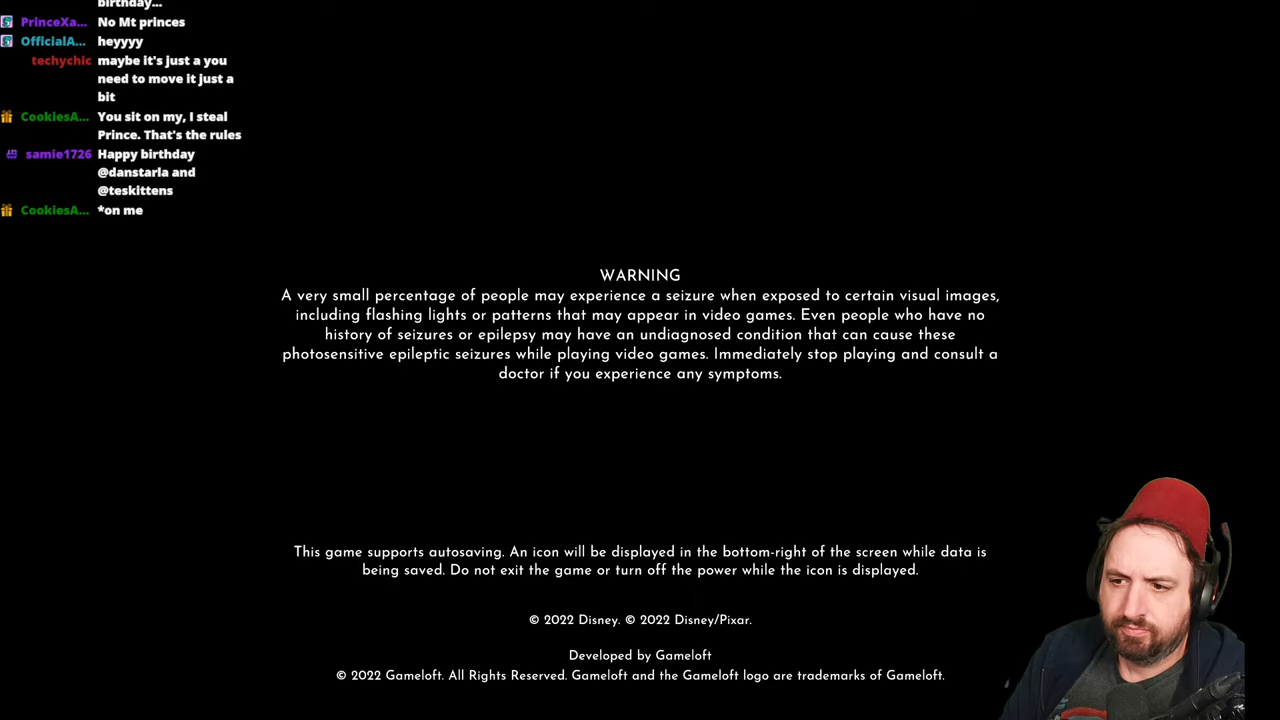 birthday...
PrinceXa... No Mt princes
OfficialA... heyyyy
techychic maybe it's just a you
need to move it just a
bit
CookiesA... You sit on my, I steal
Prince. That's the rules
samie1726 Happy birthday
@danstarla and
@teskittens
CookiesA... *on me
WARNING
A very small percentage of people may experience a seizure when exposed to certain visual images,
including flashing lights or patterns that may appear in video games. Even people who have no
history of seizures or epilepsy may have an undiagnosed condition that can cause these
photosensitive epileptic seizures while playing video games. Immediately stop playing and consult a
doctor if you experience any symptoms.
This game supports autosaving. An icon will be displayed in the bottom-right of the screen while data is
being saved. Do not exit the game or turn off the power while the icon is displayed.
© 2022 Disney. © 2022 Disney/Pixar.
Developed by Gameloft
© 2022 Gameloft. All Rights Reserved. Gameloft and the Gameloft logo are trademarks of Gameloft.